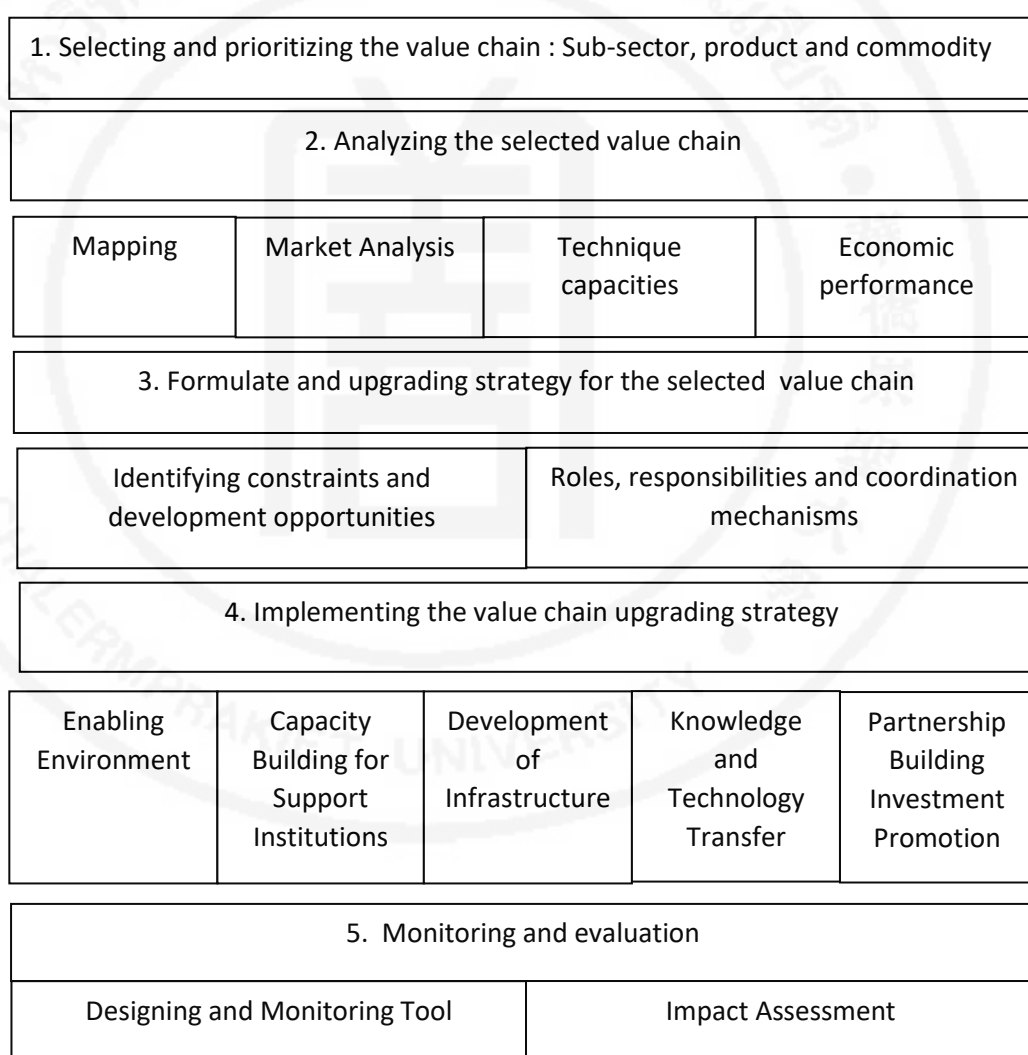 1. Selecting and prioritizing the value chain : Sub-sector, product and commodity
2. Analyzing the selected value chain
Mapping
Market Analysis
Technique
capacities
Economic
performance
3. Formulate and upgrading strategy for the selected value chain
Identifying constraints and
development opportunities
Roles, responsibilities and coordination
mechanisms
4. Implementing the value chain upgrading strategy
Enabling
Environment
Capacity
Building for
Support
Institutions
Development
of
Infrastructure
Knowledge
and
Technology
Transfer
Partnership
Building
Investment
Promotion
5. Monitoring and evaluation
Designing and Monitoring Tool
Impact Assessment